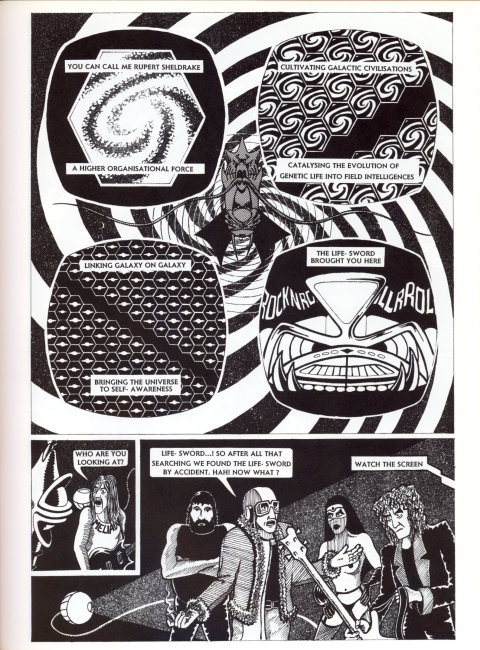 YOU CAN CALL ME RUPERT SHELDRAKE
A HIGHER ORGANISATIONAL FORCE
CULTIVATING GALACTIC CIVILISATIONS
CATALYSING THE EVOLUTION OF
GENETIC LIFE INTO FIELD INTELLIGENCES
LINKING GALAXY ON GALAXY
BRINGING THE UNIVERSE
TO SELF- AWARENESS
THE LIFE- SWORD
BROUGHT YOU HERE
WHO ARE YOU
LOOKING AT?
LIFE- SWORD...! SO AFTER ALL THAT
SEARCHING WE FOUND THE LIFE- SWORD
BY ACCIDENT. HAH! NOW WHAT ?
WATCH THE SCREEN